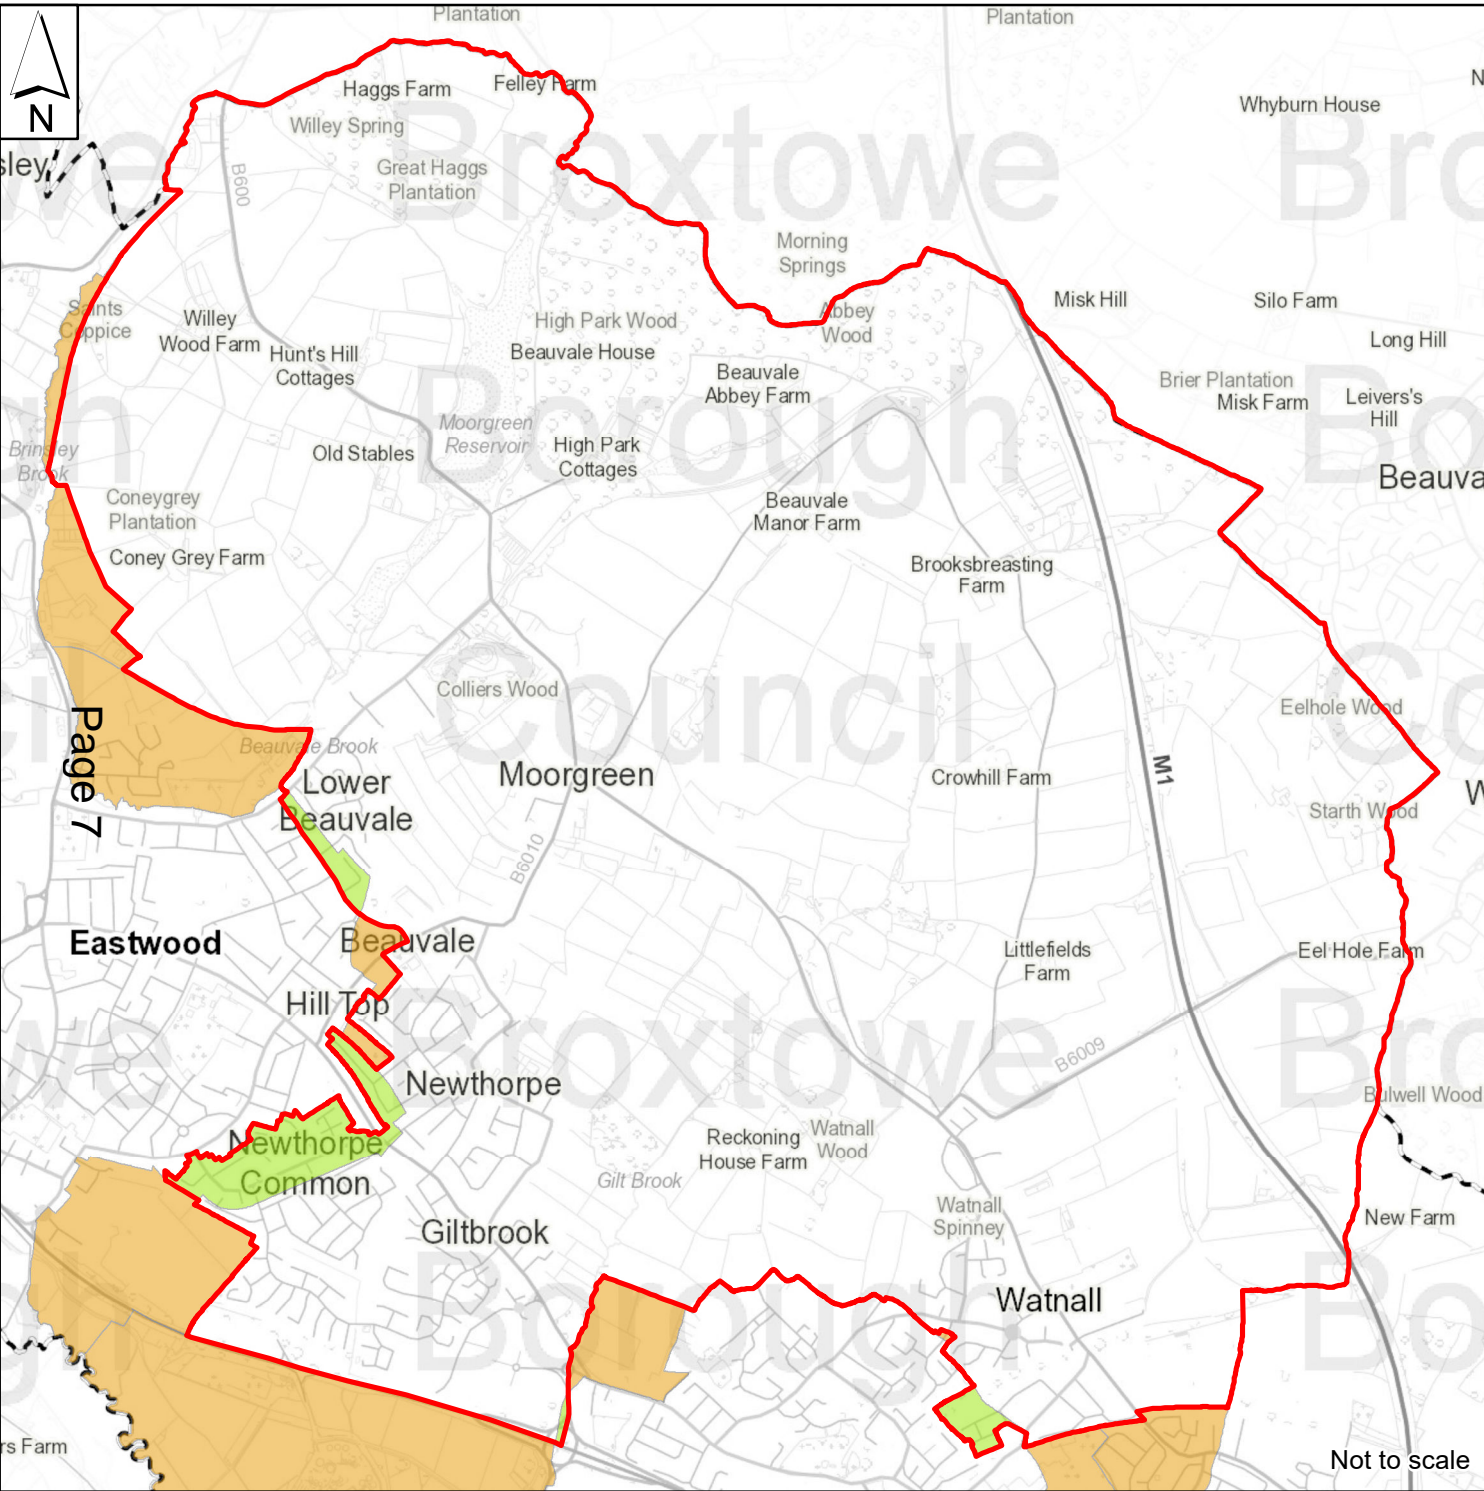 Plantation
Plantation
N
Haggs Farm
Felley Farm
Whyburn House
Willey Spring
Broxtowe
sley
Great Haggs
Plantation
B600
Morning
Springs
Misk Hill
Silo Farm
Saints
Coppice
Willey
Wood Farm
High Park Wood
Abbey
Wood
Long Hill
Hunt's Hill
Cottages
Beauvale House
Beauvale
Abbey Farm
Brier Plantation
Misk Farm
Leivers's
Hill
Borough
Moorgreen
Reservoir
Brinsley
Brook
Old Stables
High Park
Cottages
Beauva
Coneygrey
Plantation
Beauvale
Manor Farm
Coney Grey Farm
Brooksbreasting
Farm
Council
Colliers Wood
Eelhole Wood
Page 7
Beauvale Brook
Lower
Beauvale
Moorgreen
Crowhill Farm
M1
W
Starth Wood
B6010
Eastwood
Beauvale
Littlefields
Farm
Eel Hole Farm
Hill Top
Broxtowe
B6009
Newthorpe
Bulwell Wood
Newthorpe
Common
Reckoning
House Farm
Watnall
Wood
Gilt Brook
Watnall
Spinney
New Farm
Giltbrook
Borough
Watnall
rs Farm
Not to scale